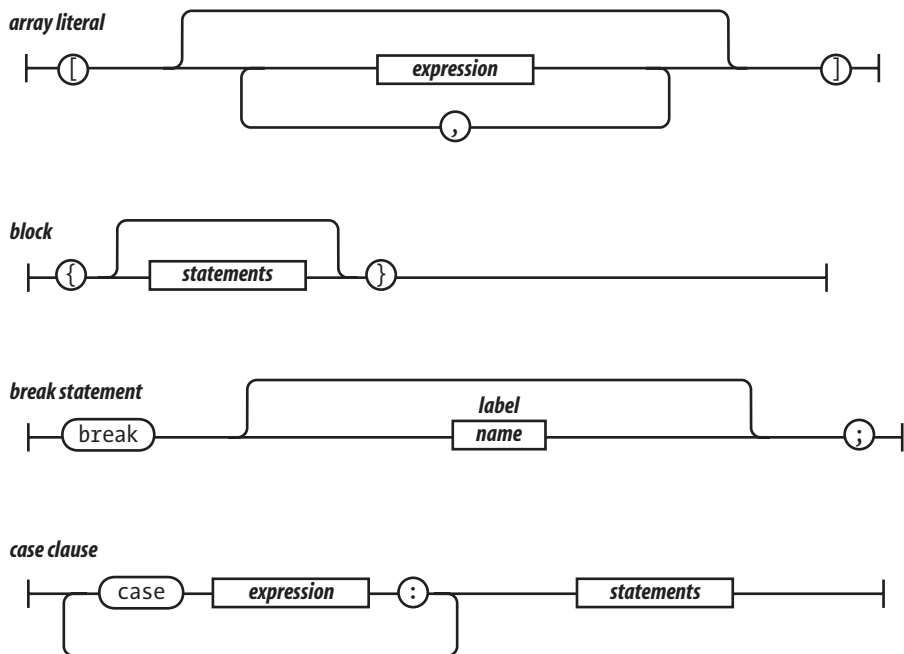 array literal
[ expression ]
,
block
{ statements }
break statement
label
break name ;
case clause
case expression : statements